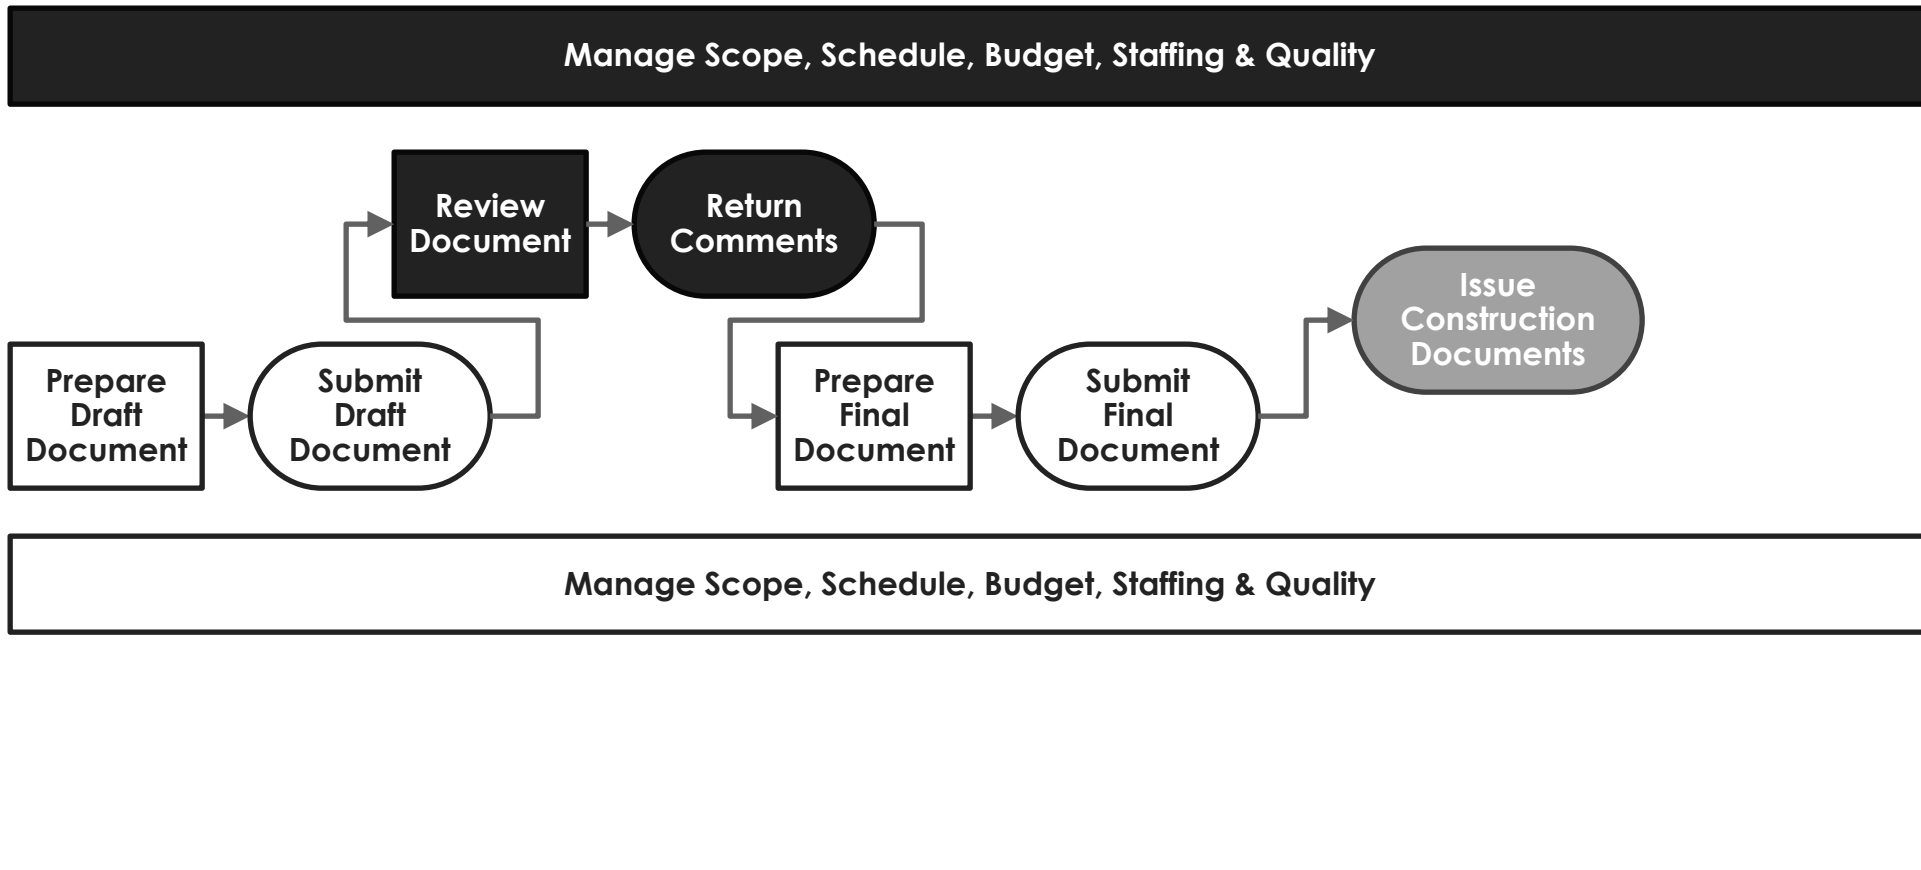 Manage Scope, Schedule, Budget, Staffing & Quality
Review
Document
Return
Comments
Issue
Construction
Documents
Prepare
Draft
Document
Submit
Draft
Document
Prepare
Final
Document
Submit
Final
Document
Manage Scope, Schedule, Budget, Staffing & Quality